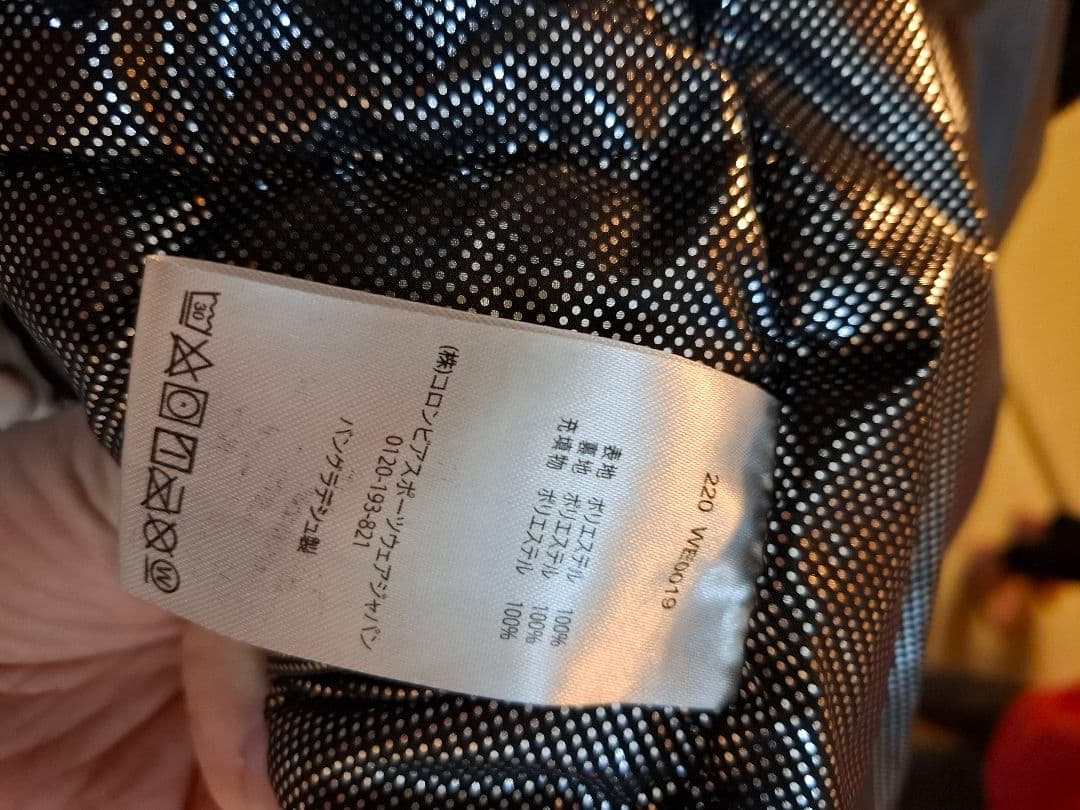 220 WE0019
表地 ポリエステル 100%
裏地 ポリエステル 100%
充填物 ポリエステル 100%
(株)コロンビアスポーツウェアジャパン
0120-193-821
バングラデシュ製
30
W